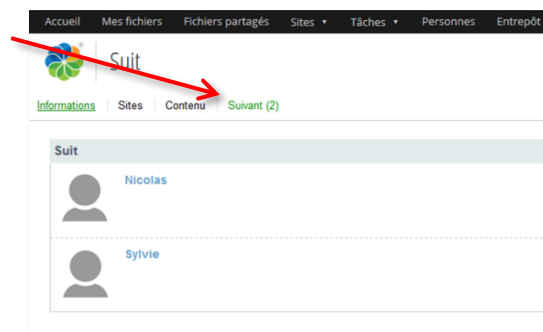 Accueil Mes fichiers Fichiers partagés Sites Tâches Personnes Entrepôt
Suit
Informations Sites Contenu Suivant (2)
Suit
Nicolas
Sylvie